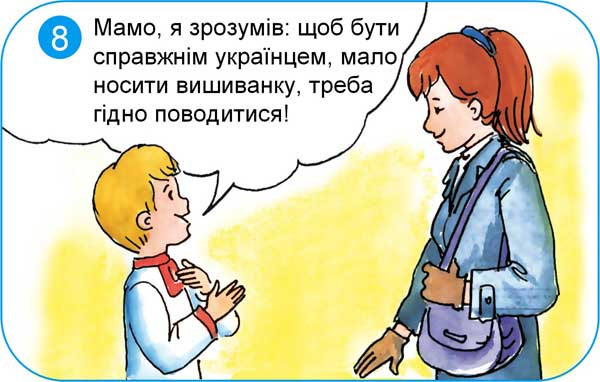 8
Мамо, я зрозумів: щоб бути
справжнім українцем, мало
носити вишиванку, треба
гідно поводитися!